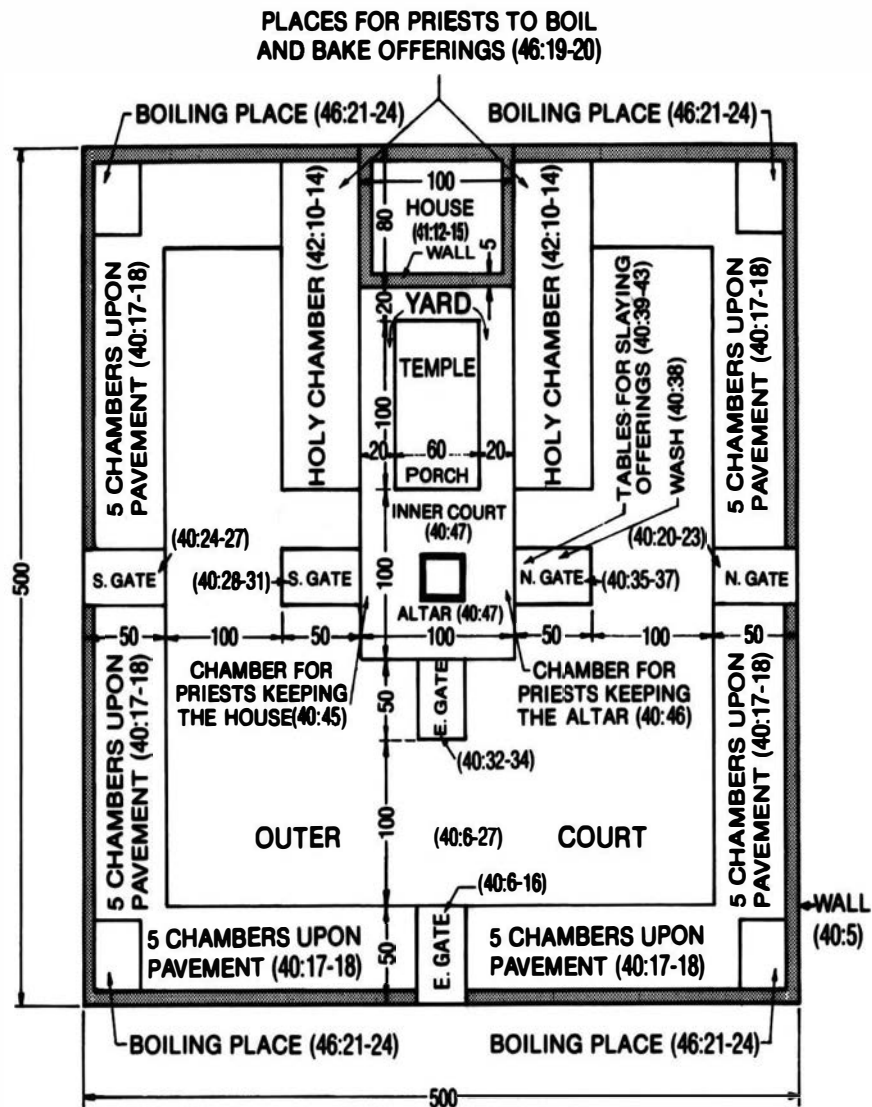 PLACES FOR PRIESTS TO BOIL
AND BAKE OFFERINGS (46:19-20)
BOILING PLACE (46:21-24)
BOILING PLACE (46:21-24)
100
HOUSE
(41:12-15)
WALL
80
5
20
YARD
HOLY CHAMBER (42:10-14)
HOLY CHAMBER (42:10-14)
5 CHAMBERS UPON
PAVEMENT (40:17-18)
5 CHAMBERS UPON
PAVEMENT (40:17-18)
TABLES FOR SLAYING
OFFERINGS (40:39-43)
WASH (40:38)
TEMPLE
100
20
60
20
PORCH
INNER COURT
(40:47)
(40:24-27)
(40:20-23)
S. GATE
(40:28-31)
S. GATE
N. GATE
(40:35-37)
N. GATE
100
ALTAR (40:47)
500
50
100
50
100
50
100
50
CHAMBER FOR
PRIESTS KEEPING
THE HOUSE(40:45)
CHAMBER FOR
PRIESTS KEEPING
THE ALTAR (40:46)
50
E. GATE
(40:32-34)
5 CHAMBERS UPON
PAVEMENT (40:17-18)
5 CHAMBERS UPON
PAVEMENT (40:17-18)
100
OUTER
(40:6-27)
COURT
(40:6-16)
WALL
(40:5)
50
E. GATE
5 CHAMBERS UPON
PAVEMENT (40:17-18)
5 CHAMBERS UPON
PAVEMENT (40:17-18)
BOILING PLACE (46:21-24)
BOILING PLACE (46:21-24)
500